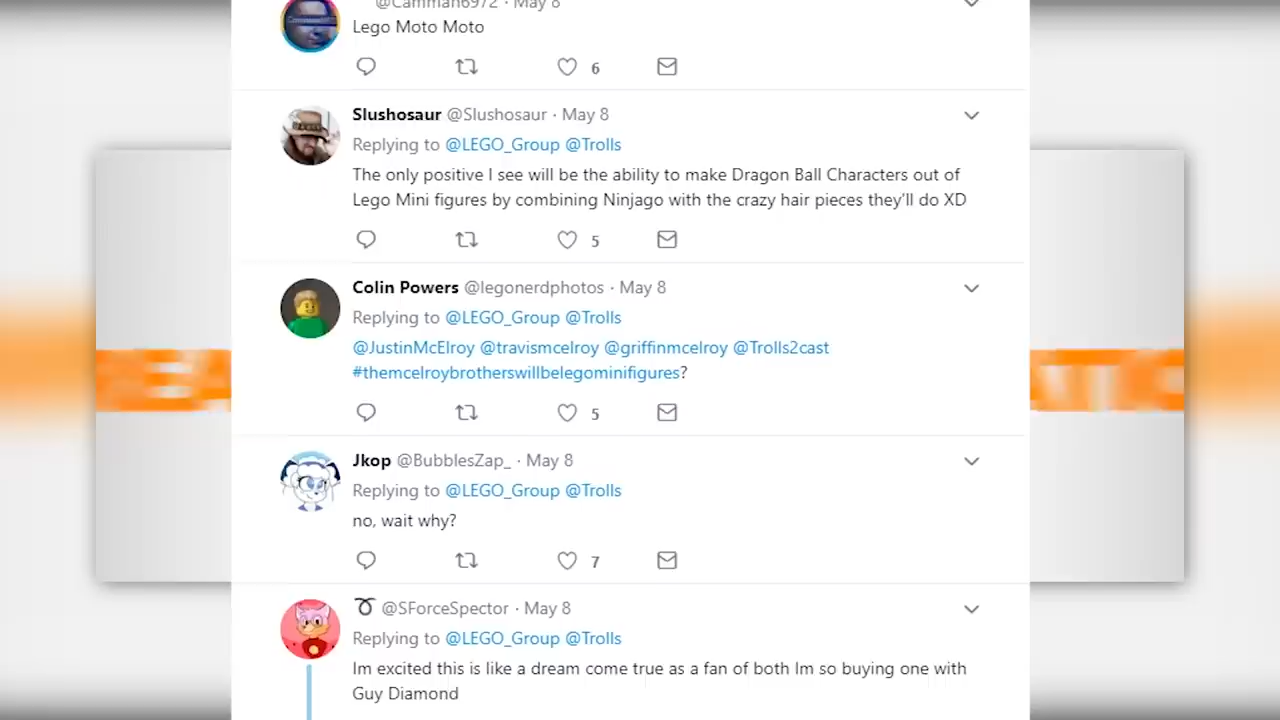 @Camman6972 · May 8
Lego Moto Moto
6
Slushosaur @Slushosaur · May 8
Replying to @LEGO_Group @Trolls
The only positive I see will be the ability to make Dragon Ball Characters out of
Lego Mini figures by combining Ninjago with the crazy hair pieces they'll do XD
5
Colin Powers @legonerdphotos · May 8
Replying to @LEGO_Group @Trolls
@JustinMcElroy @travismcelroy @griffinmcelroy @Trolls2cast
#themcelroybrotherswillbelegominifigures?
5
Jkop @BubblesZap_ · May 8
Replying to @LEGO_Group @Trolls
no, wait why?
7
@SForceSpector · May 8
Replying to @LEGO_Group @Trolls
Im excited this is like a dream come true as a fan of both Im so buying one with
Guy Diamond